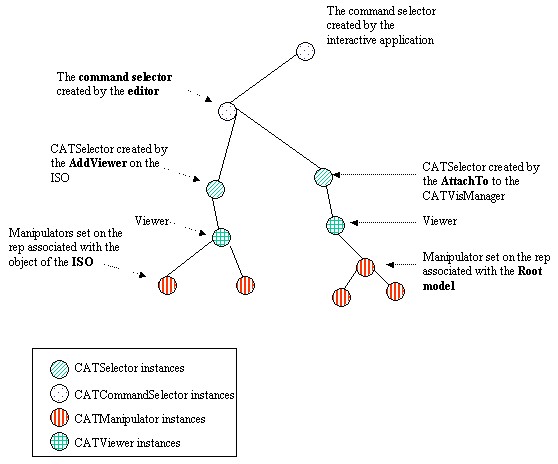 The command selector
created by the
interactive application
The command selector
created by the editor
CATSelector created by
the AddViewer on the
ISO
CATSelector created by
the AttachTo to the
CATVisManager
Viewer
Viewer
Manipulators set on the
rep associated with the
object of the ISO
Manipulator set on the rep
associated with the Root
model
CATSelector instances
CATCommandSelector instances
CATManipulator instances
CATViewer instances